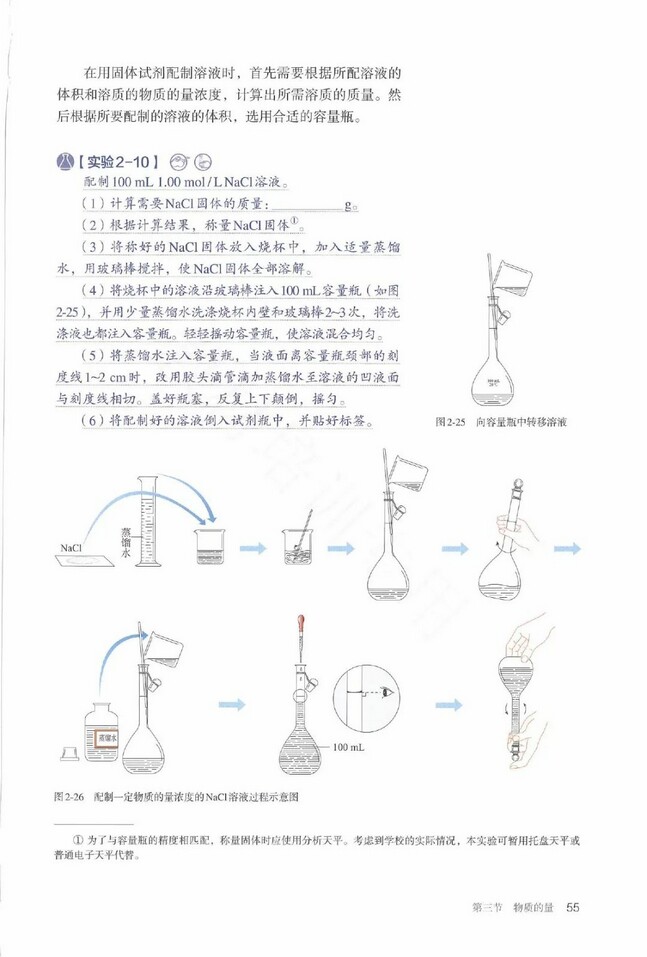 在用固体试剂配制溶液时，首先需要根据所配溶液的
体积和溶质的物质的量浓度，计算出所需溶质的质量。然
后根据所要配制的溶液的体积，选用合适的容量瓶。
【实验2-10】
配制100 mL 1.00 mol/L NaCl溶液。
（1）计算需要NaCl固体的质量：________g。
（2）根据计算结果，称量NaCl固体①。
（3）将称好的NaCl固体放入烧杯中，加入适量蒸馏
水，用玻璃棒搅拌，使NaCl固体全部溶解。
（4）将烧杯中的溶液沿玻璃棒注入100 mL容量瓶（如图
2-25），并用少量蒸馏水洗涤烧杯内壁和玻璃棒2~3次，将洗
涤液也都注入容量瓶。轻轻摇动容量瓶，使溶液混合均匀。
（5）将蒸馏水注入容量瓶，当液面离容量瓶颈部的刻
度线1~2 cm时，改用胶头滴管滴加蒸馏水至溶液的凹液面
与刻度线相切。盖好瓶塞，反复上下颠倒，摇匀。
（6）将配制好的溶液倒入试剂瓶中，并贴好标签。
图2-25 向容量瓶中转移溶液
NaCl
蒸馏水
蒸馏水
100 mL
图2-26 配制一定物质的量浓度的NaCl溶液过程示意图
① 为了与容量瓶的精度相匹配，称量固体时应使用分析天平。考虑到学校的实际情况，本实验可暂用托盘天平或
普通电子天平代替。
第三节 物质的量 55